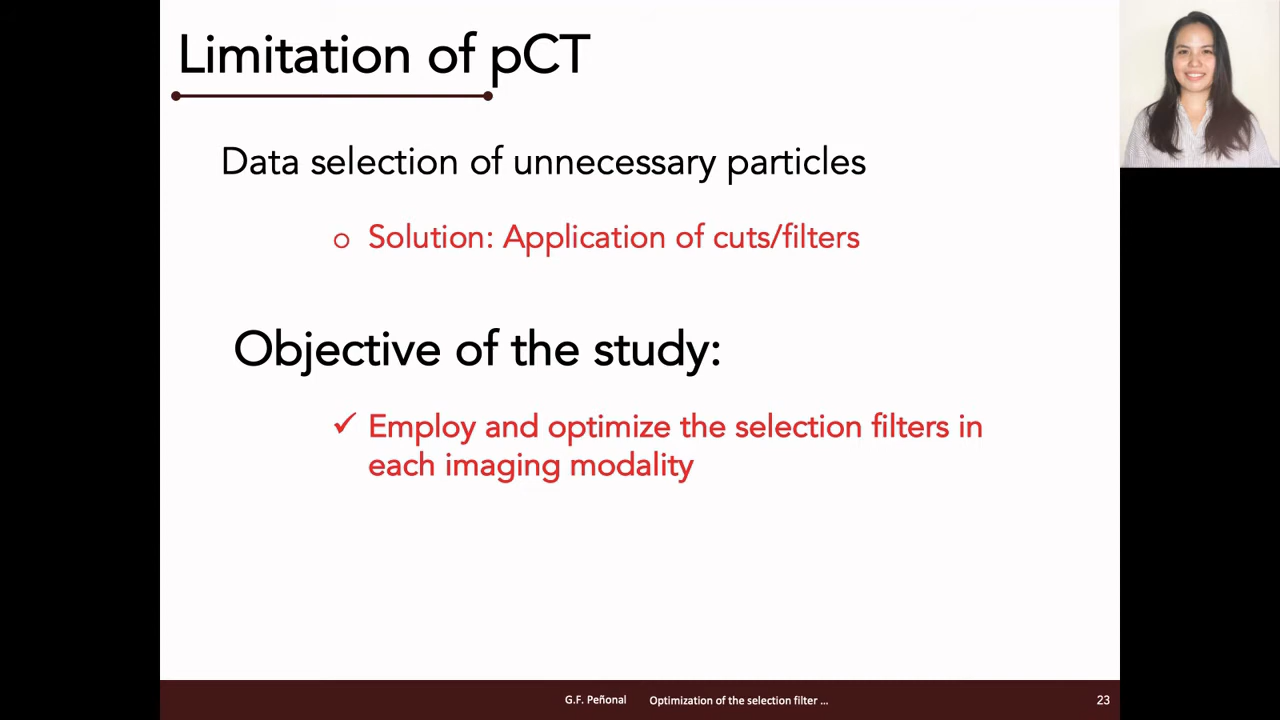 Limitation of pCT
Data selection of unnecessary particles
o Solution: Application of cuts/filters
Objective of the study:
✓ Employ and optimize the selection filters in
each imaging modality
G.F. Peñonal Optimization of the selection filter ... 23